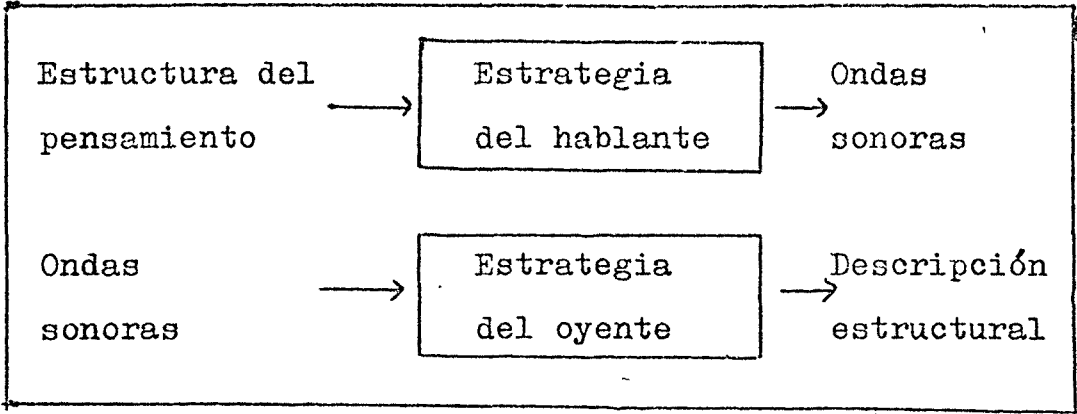 Estructura del
pensamiento
Estrategia
del hablante
Ondas
sonoras
Ondas
sonoras
Estrategia
del oyente
Descripción
estructural